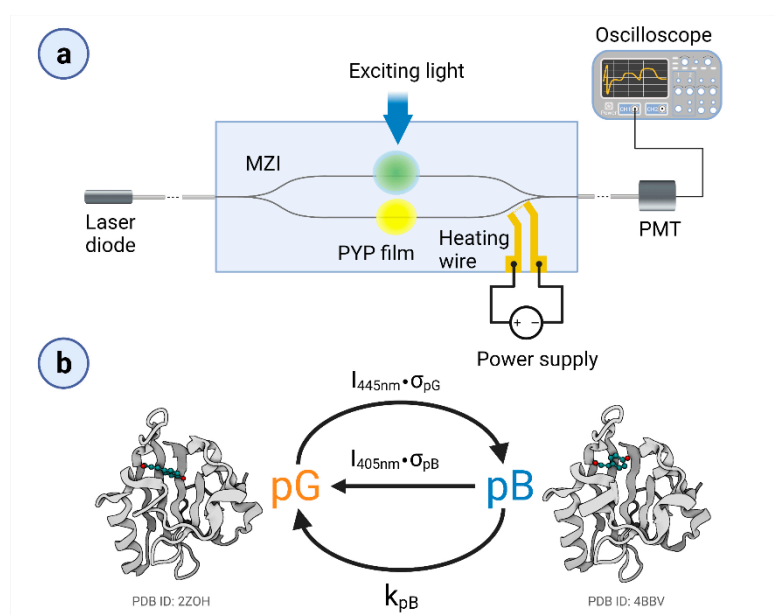 a
Oscilloscope
Exciting light
MZI
Laser
diode
PYP film
Heating
wire
PMT
+ −
Power supply
b
I445nm•σpG
I405nm•σpB
pG
pB
kpB
PDB ID: 2ZOH
PDB ID: 4BBV